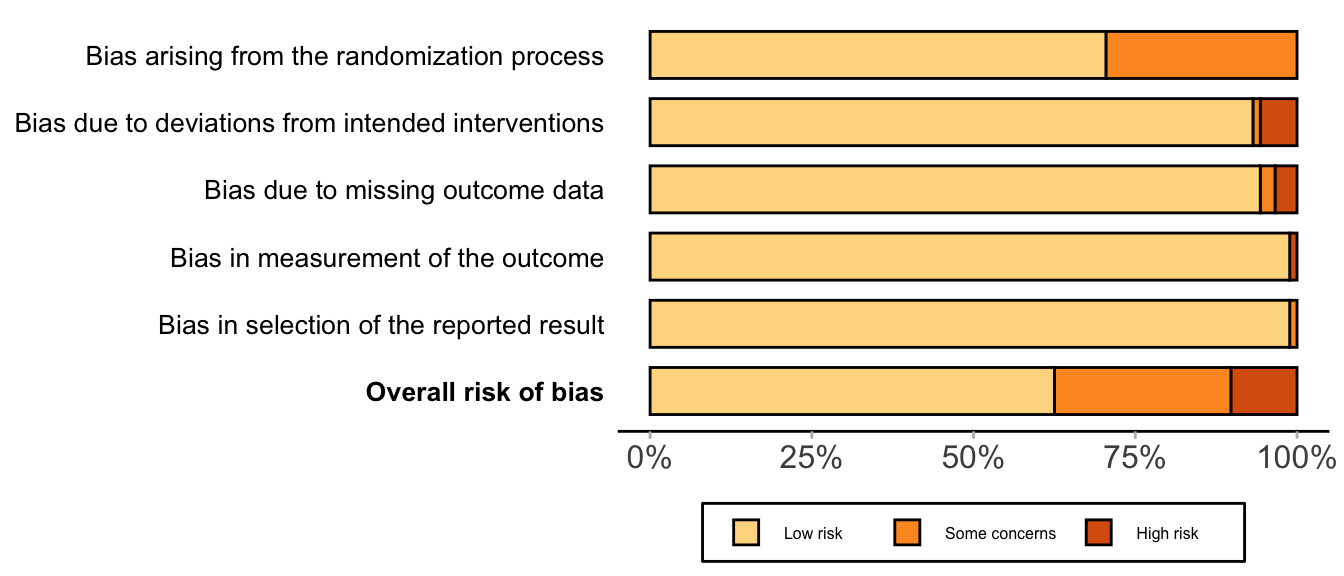 Bias arising from the randomization process
Bias due to deviations from intended interventions
Bias due to missing outcome data
Bias in measurement of the outcome
Bias in selection of the reported result
Overall risk of bias
0% 25% 50% 75% 100%
Low risk Some concerns High risk